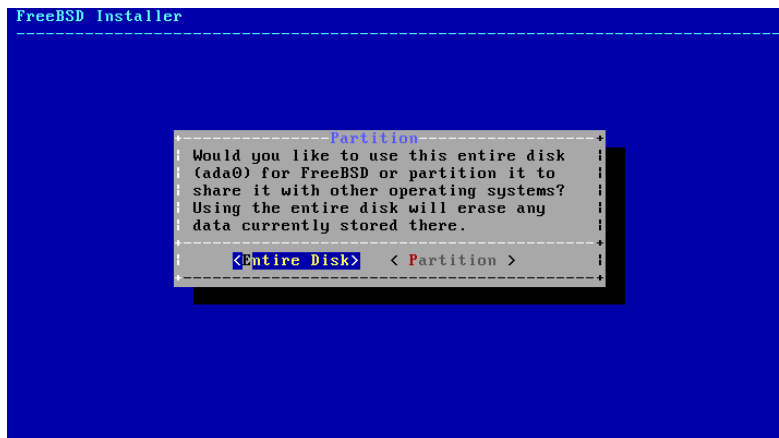 FreeBSD Installer
Partition
Would you like to use this entire disk
(ada0) for FreeBSD or partition it to
share it with other operating systems?
Using the entire disk will erase any
data currently stored there.
<Entire Disk> < Partition >